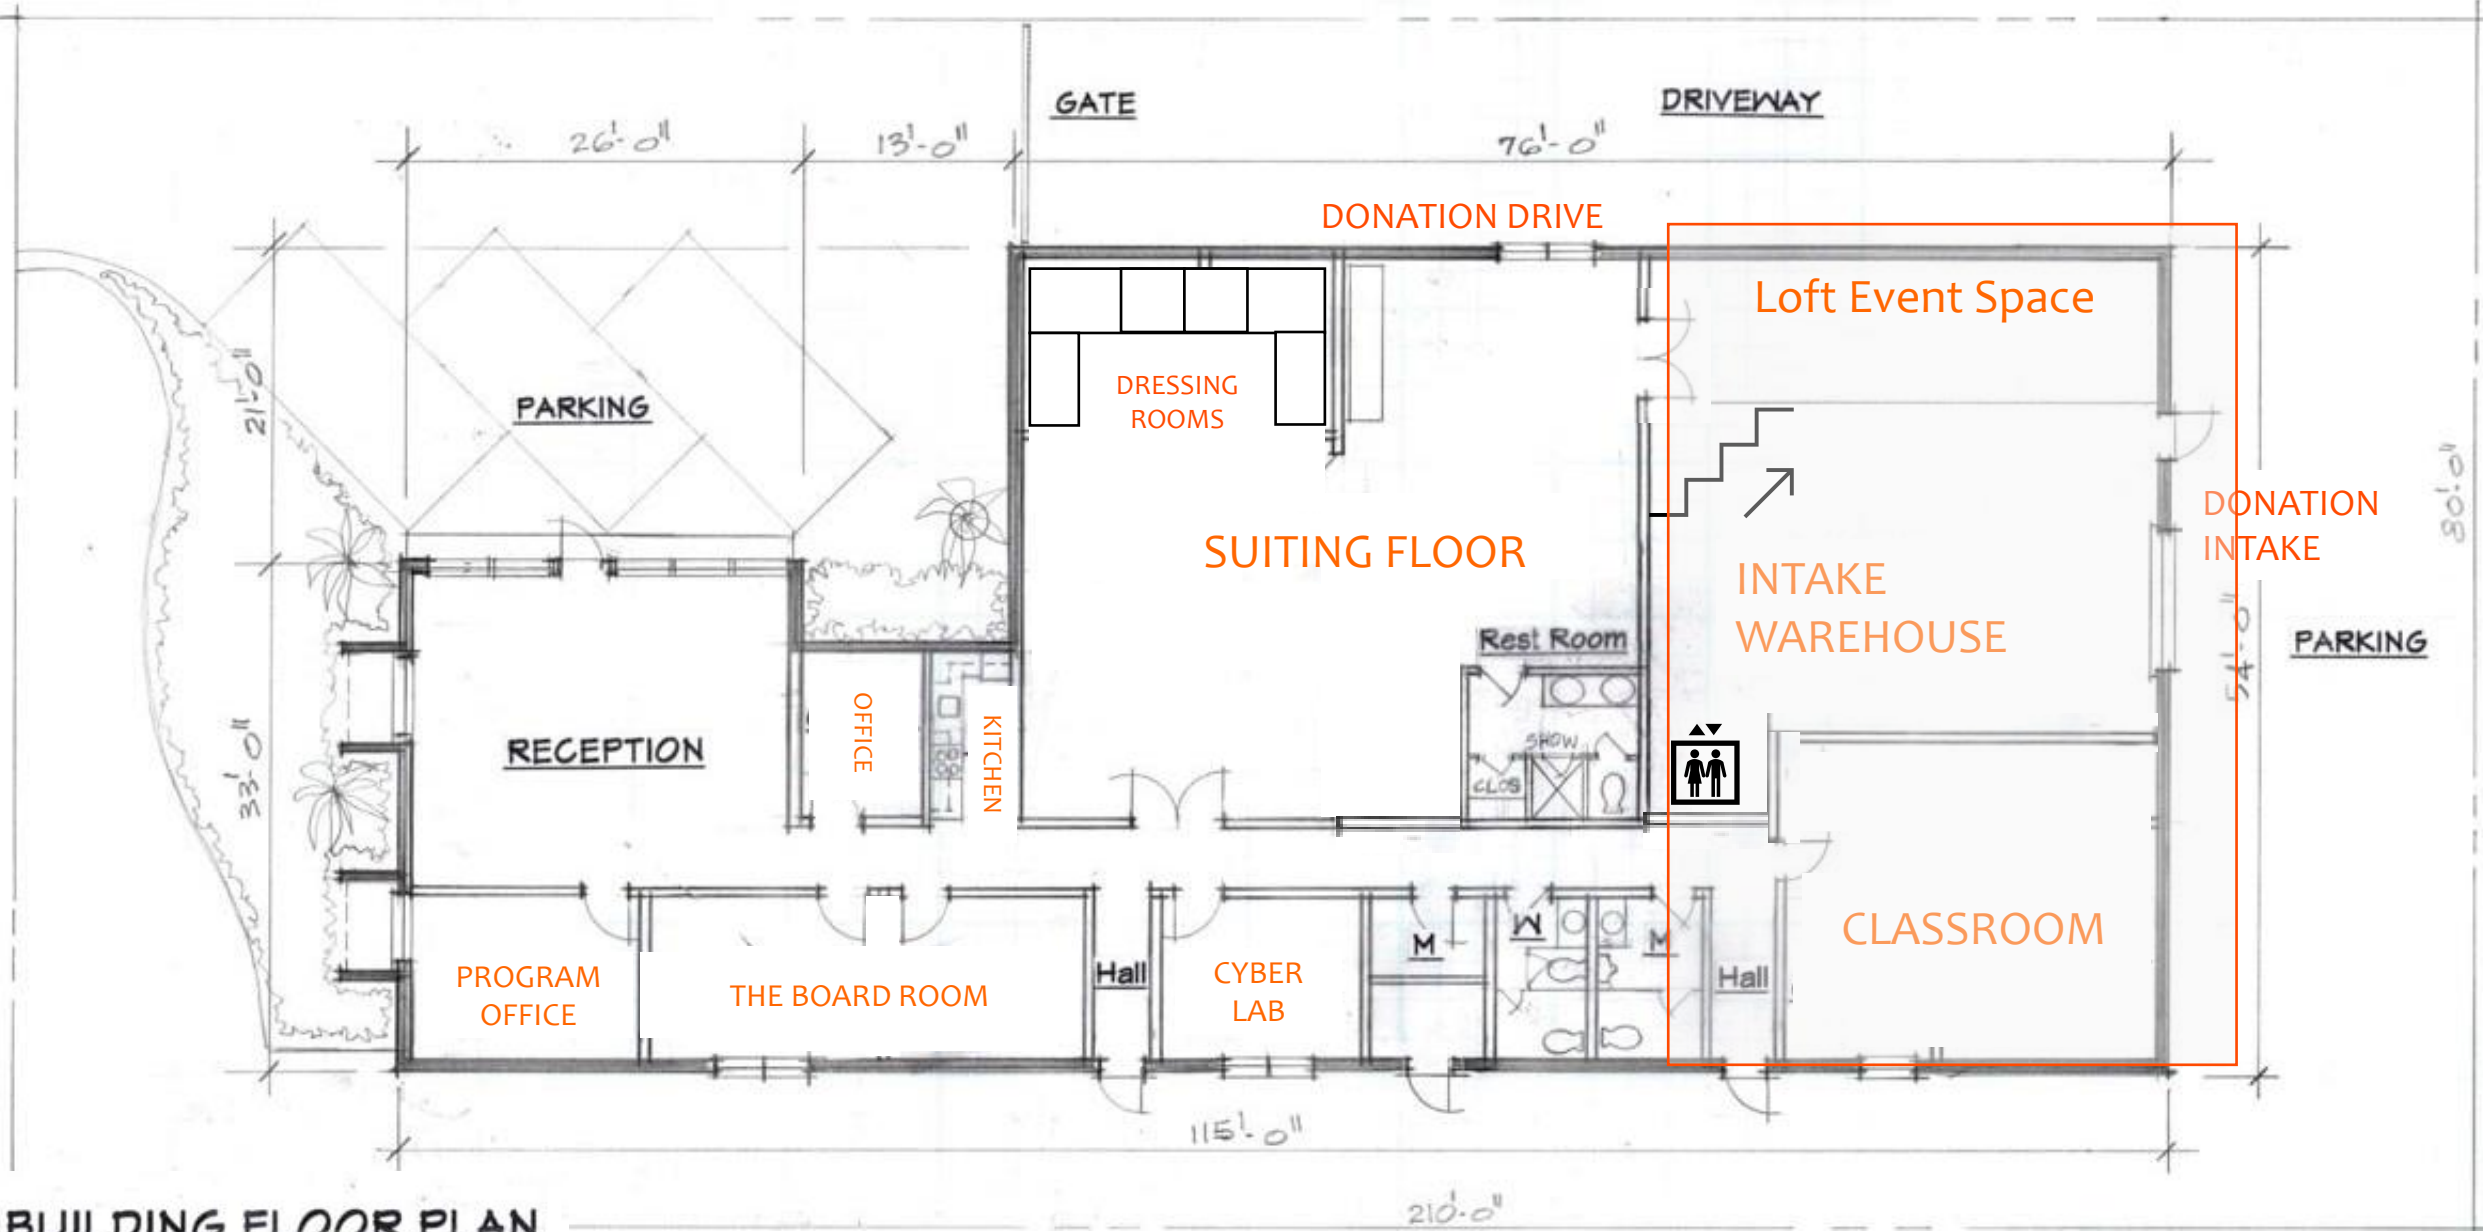 GATE
DRIVEWAY
26'-0"
13'-0"
76'-0"
DONATION DRIVE
Loft Event Space
21'-0"
PARKING
DRESSING
ROOMS
SUITING FLOOR
DONATION
INTAKE
80'-0"
INTAKE
WAREHOUSE
54'-0"
PARKING
Rest Room
SHOW
CLOS
RECEPTION
OFFICE
KITCHEN
33'-0"
PROGRAM
OFFICE
THE BOARD ROOM
Hall
CYBER
LAB
M
W
M
Hall
CLASSROOM
115'-0"
210'-0"
BUILDING FLOOR PLAN